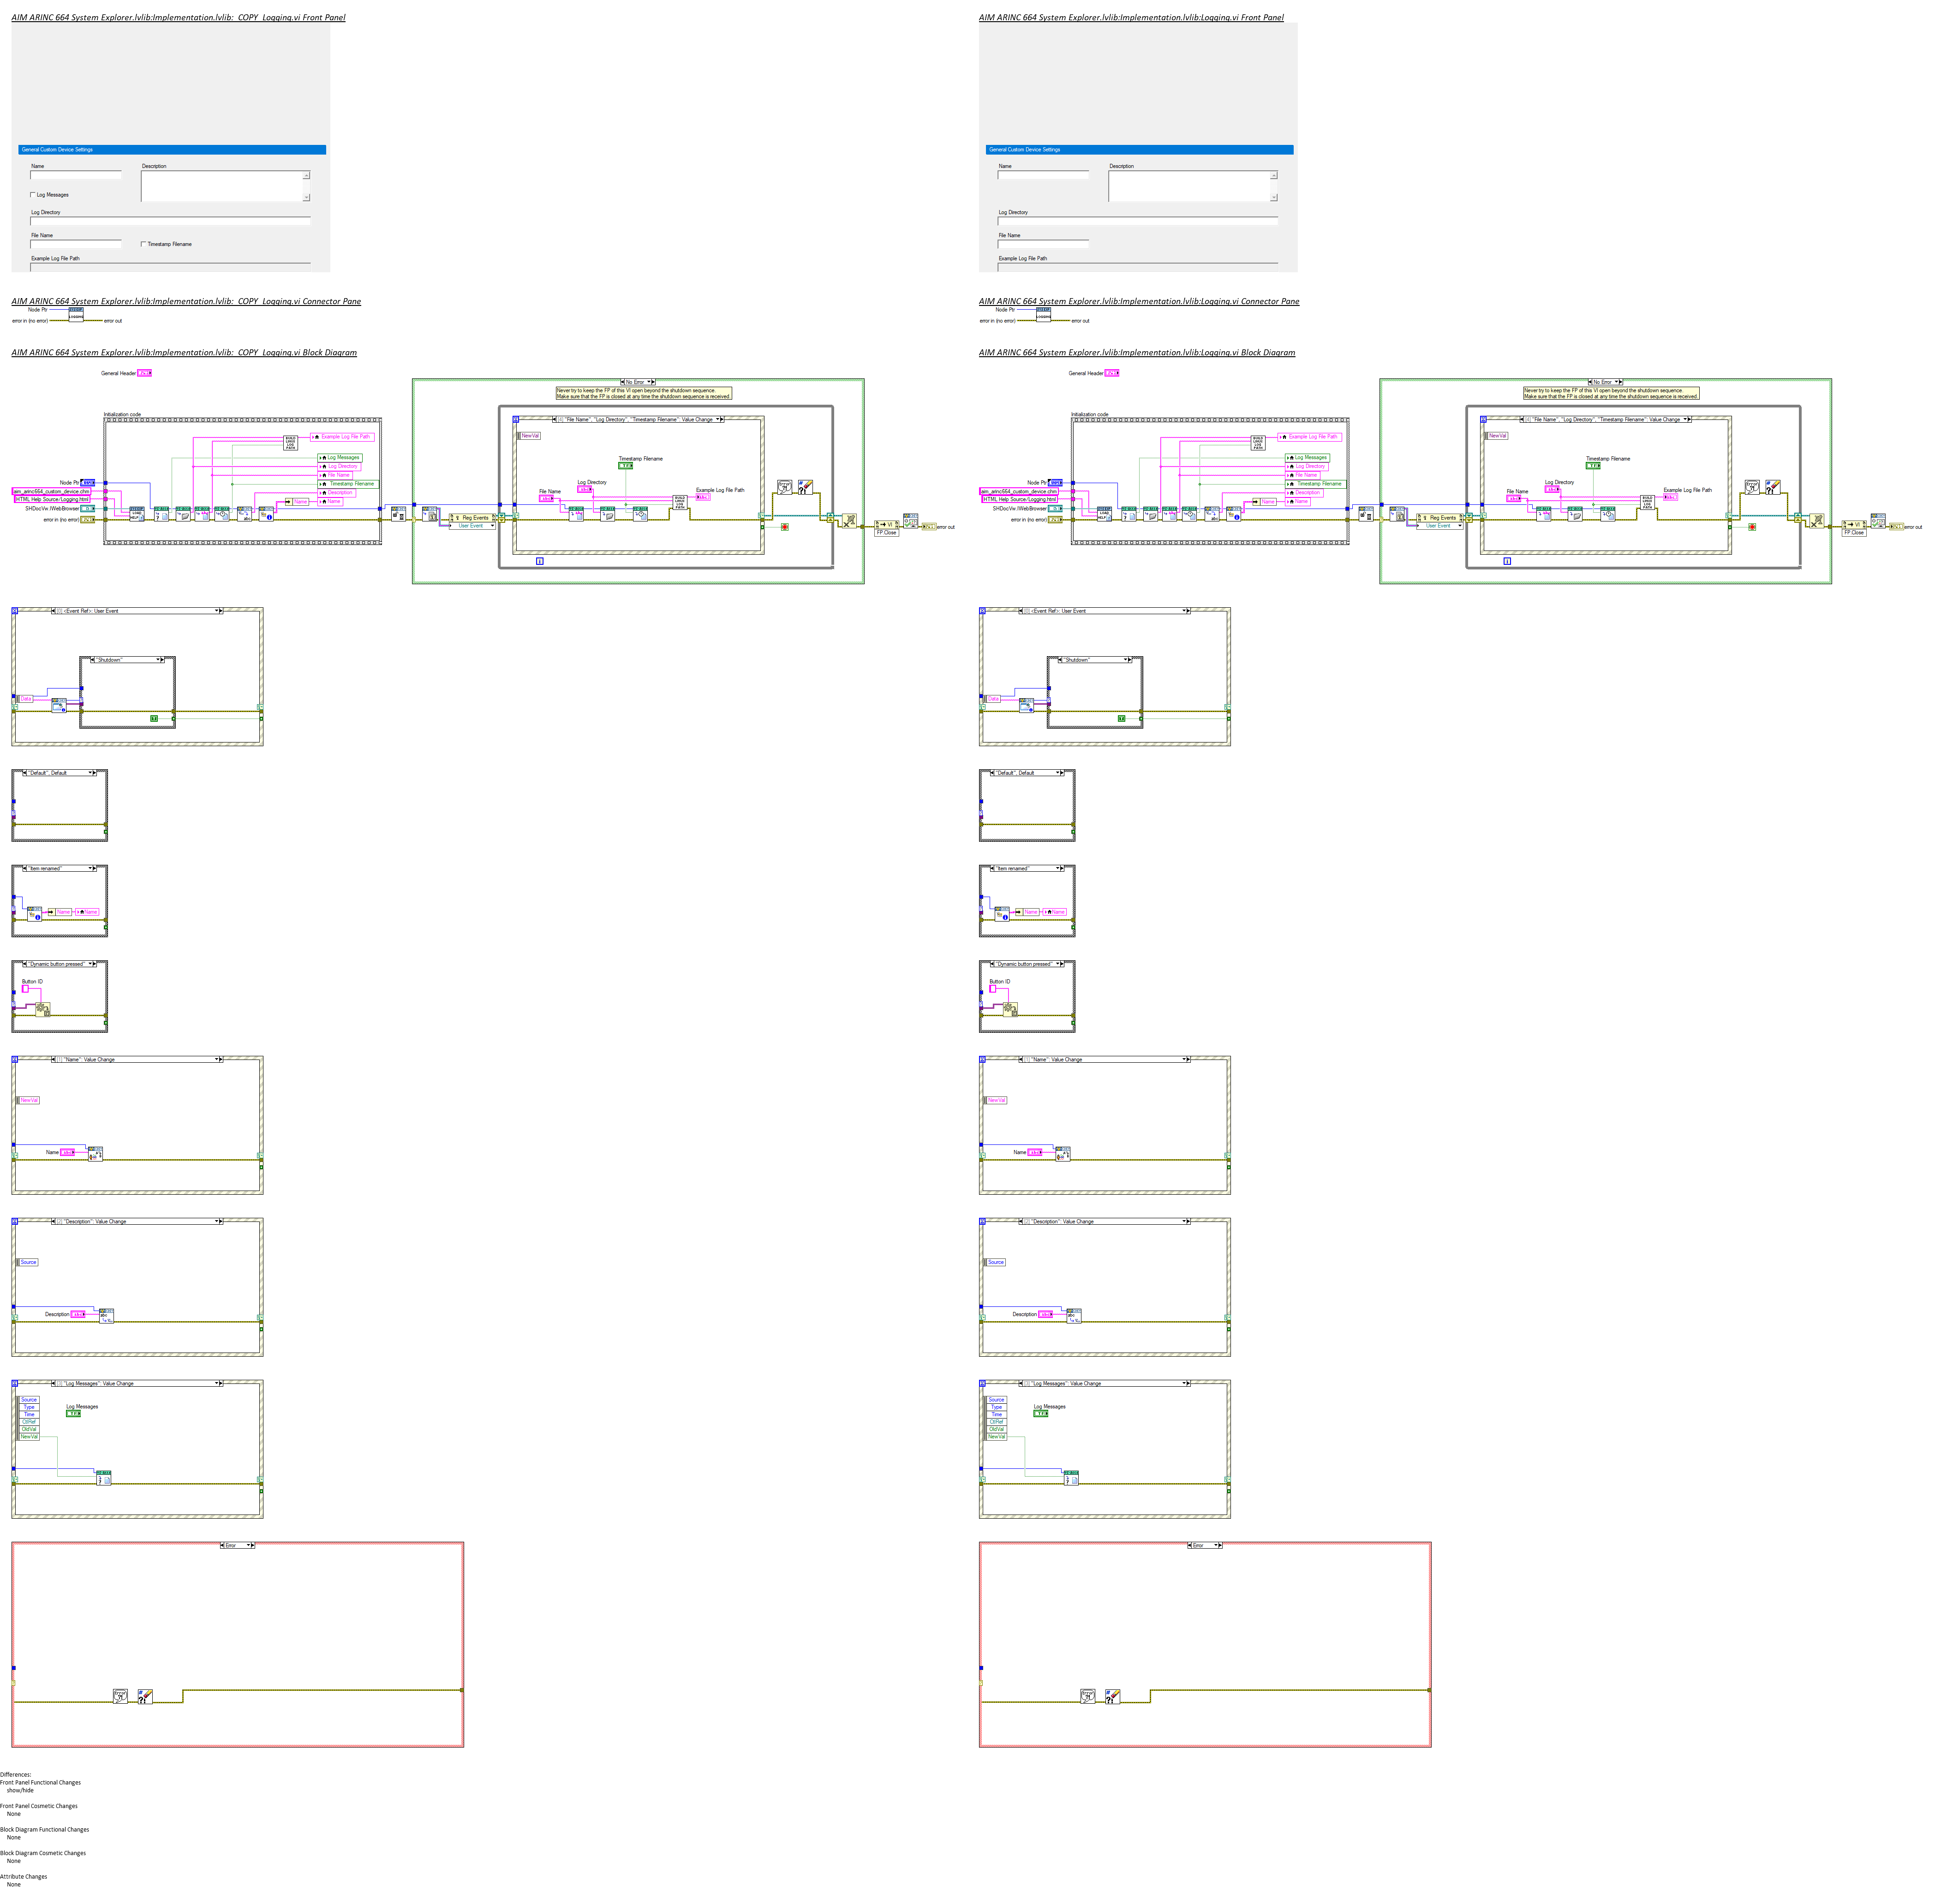 AIM ARINC 664 System Explorer.lvlib:Implementation.lvlib:_COPY_Logging.vi Front Panel
General Custom Device Settings
Name
Description
Log Messages
Log Directory
File Name
Timestamp Filename
Example Log File Path
AIM ARINC 664 System Explorer.lvlib:Implementation.lvlib:_COPY_Logging.vi Connector Pane
Node Ptr
error in (no error)
error out
AIM ARINC 664 System Explorer.lvlib:Implementation.lvlib:_COPY_Logging.vi Block Diagram
General Header
No Error
Never try to keep the FP of this VI open beyond the shutdown sequence.
Make sure that the FP is closed at any time the shutdown sequence is received.
Initialization code
[4] "File Name", "Log Directory", "Timestamp Filename": Value Change
NewVal
BUILD LOGS LOG PATH
Example Log File Path
Log Messages
Log Directory
File Name
Timestamp Filename
Description
Name
Name
Node Ptr
aim_arinc664_custom_device.chm
HTML Help Source/Logging.html
SHDocVw.IWebBrowser
error in (no error)
Timestamp Filename
Log Directory
File Name
BUILD LOGS LOG PATH
Example Log File Path
Reg Events
User Event
VI
FP.Close
error out
[0] <Event Ref>: User Event
"Shutdown"
Data
"Default", Default
"Item renamed"
Name
Name
"Dynamic button pressed"
Button ID
[1] "Name": Value Change
NewVal
Name
[2] "Description": Value Change
Source
Description
[3] "Log Messages": Value Change
Source
Type
Time
CtlRef
OldVal
NewVal
Log Messages
Error
Differences:
Front Panel Functional Changes
show/hide
Front Panel Cosmetic Changes
None
Block Diagram Functional Changes
None
Block Diagram Cosmetic Changes
None
Attribute Changes
None
AIM ARINC 664 System Explorer.lvlib:Implementation.lvlib:Logging.vi Front Panel
General Custom Device Settings
Name
Description
Log Directory
File Name
Example Log File Path
AIM ARINC 664 System Explorer.lvlib:Implementation.lvlib:Logging.vi Connector Pane
Node Ptr
error in (no error)
error out
AIM ARINC 664 System Explorer.lvlib:Implementation.lvlib:Logging.vi Block Diagram
General Header
No Error
Never try to keep the FP of this VI open beyond the shutdown sequence.
Make sure that the FP is closed at any time the shutdown sequence is received.
Initialization code
[4] "File Name", "Log Directory", "Timestamp Filename": Value Change
NewVal
BUILD LOGS LOG PATH
Example Log File Path
Log Messages
Log Directory
File Name
Timestamp Filename
Description
Name
Name
Node Ptr
aim_arinc664_custom_device.chm
HTML Help Source/Logging.html
SHDocVw.IWebBrowser
error in (no error)
Timestamp Filename
Log Directory
File Name
BUILD LOGS LOG PATH
Example Log File Path
Reg Events
User Event
VI
FP.Close
error out
[0] <Event Ref>: User Event
"Shutdown"
Data
"Default", Default
"Item renamed"
Name
Name
"Dynamic button pressed"
Button ID
[1] "Name": Value Change
NewVal
Name
[2] "Description": Value Change
Source
Description
[3] "Log Messages": Value Change
Source
Type
Time
CtlRef
OldVal
NewVal
Log Messages
Error